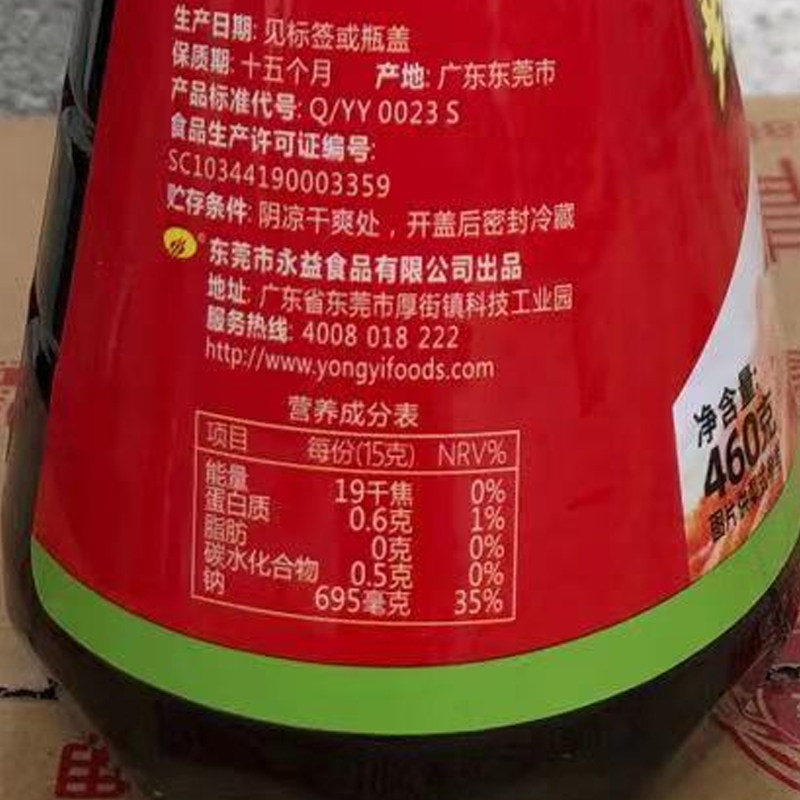 生产日期: 见标签或瓶盖
保质期: 十五个月 产地: 广东东莞市
产品标准代号: Q/YY 0023 S
食品生产许可证编号:
SC10344190003359
贮存条件: 阴凉干爽处，开盖后密封冷藏
东莞市永益食品有限公司出品
地址: 广东省东莞市厚街镇科技工业园
服务热线: 4008 018 222
http://www.yongyifoods.com
营养成分表
项目 每份(15克) NRV%
能量 19千焦 0%
蛋白质 0.6克 1%
脂肪 0克 0%
碳水化合物 0.5克 0%
钠 695毫克 35%
净含量:
460克
图片